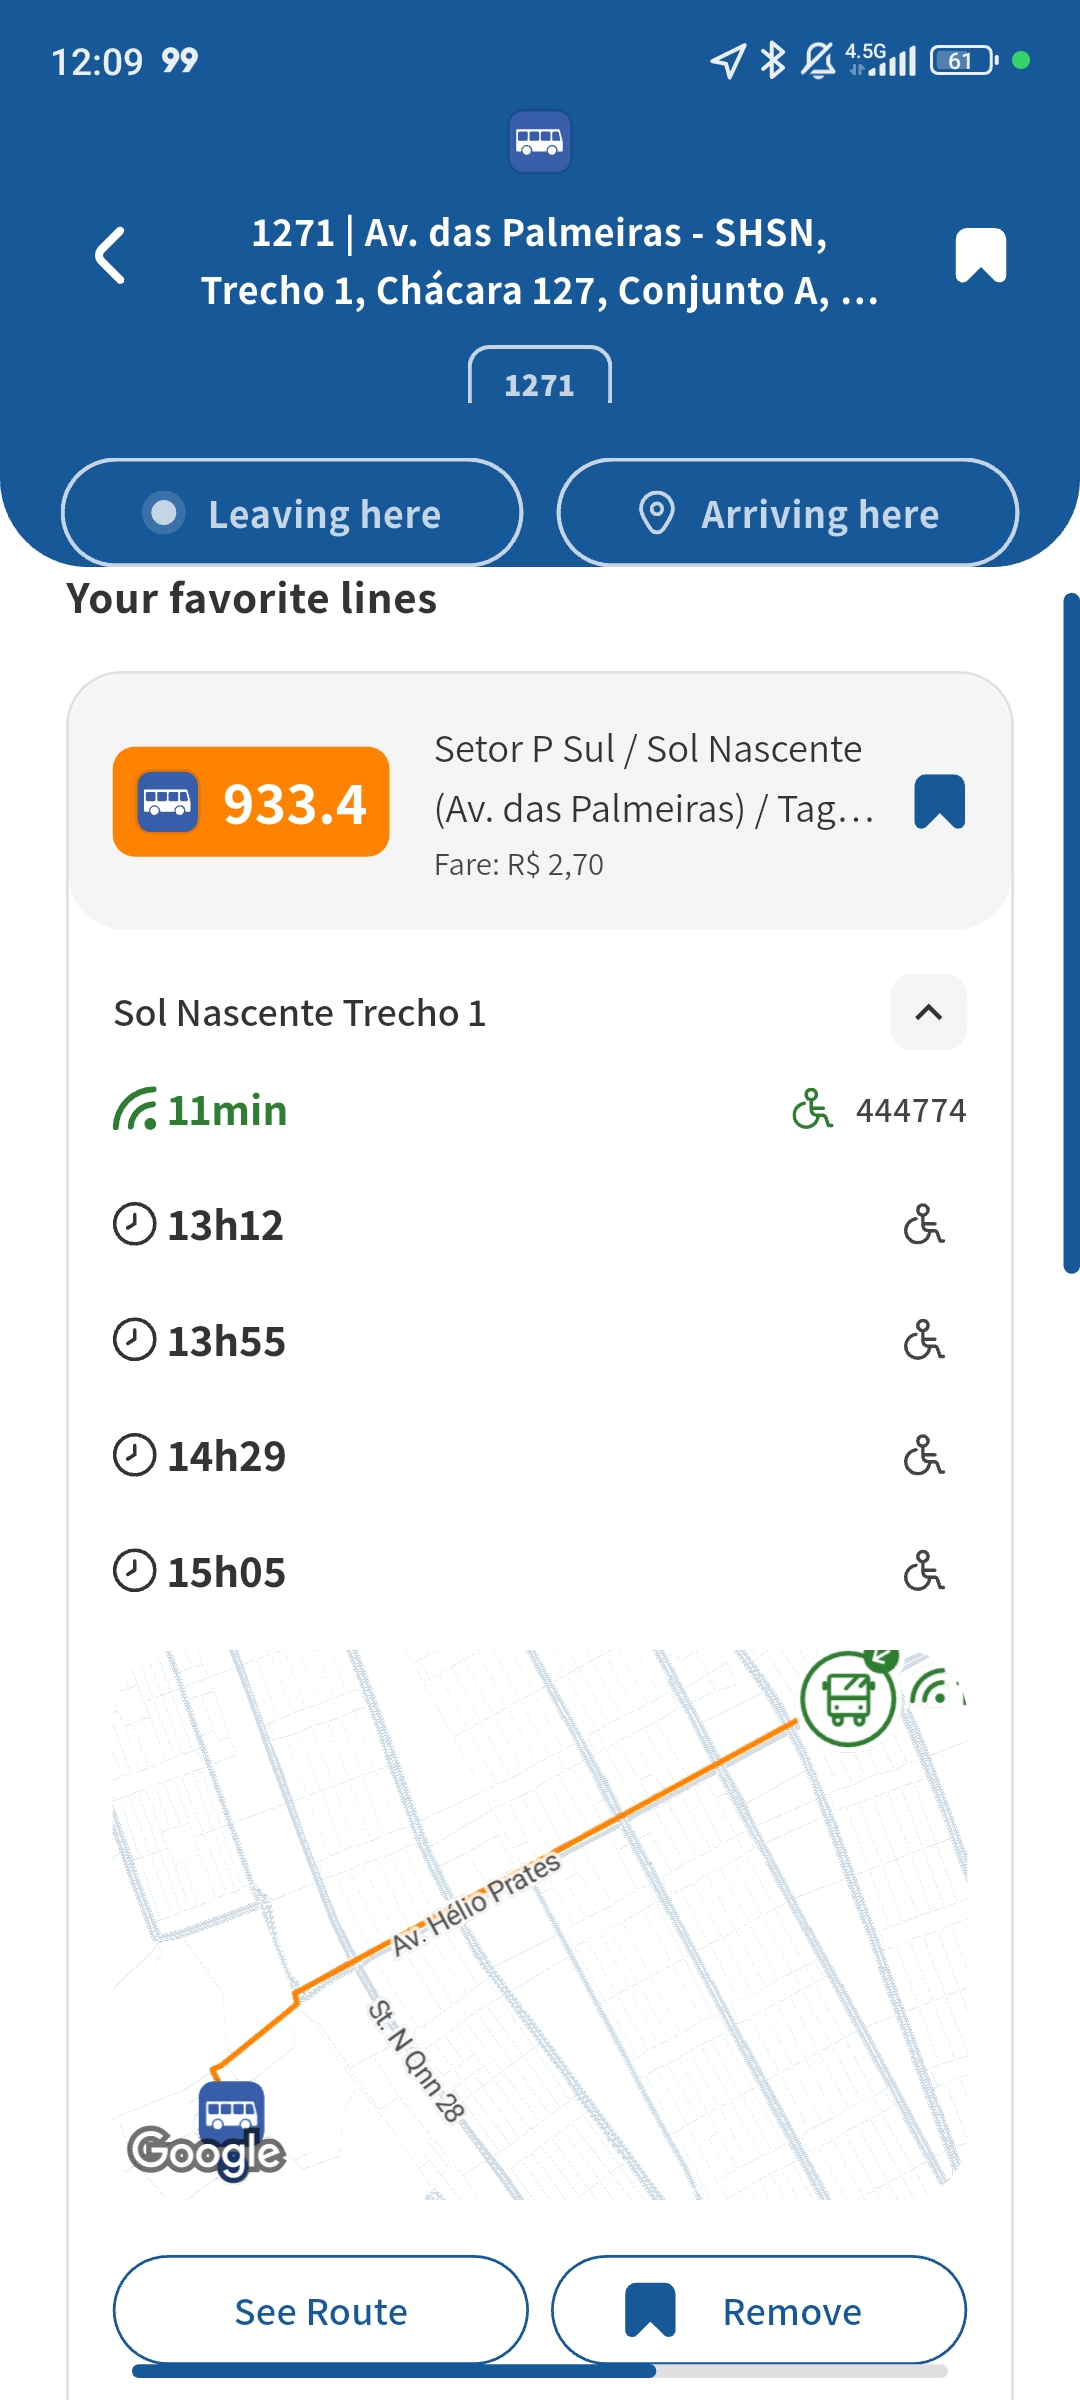 12:09 99 4.5G 61
1271 | Av. das Palmeiras - SHSN,
Trecho 1, Chácara 127, Conjunto A, ...
1271
Leaving here
Arriving here
Your favorite lines
933.4
Setor P Sul / Sol Nascente
(Av. das Palmeiras) / Tag...
Fare: R$ 2,70
Sol Nascente Trecho 1
11min 444774
13h12
13h55
14h29
15h05
Av. Hélio Prates
St. N Qnn 28
Google
See Route
Remove